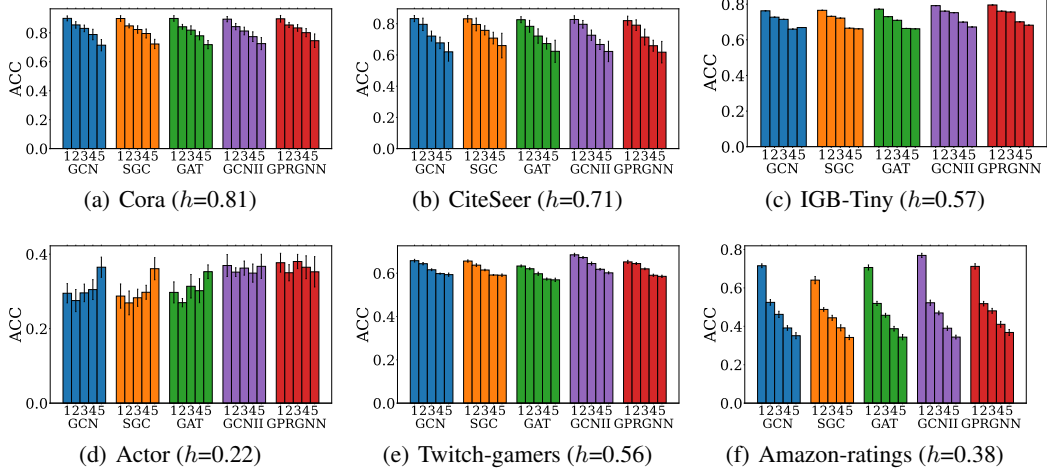 ACC
0.8
0.6
0.4
0.2
0.0
12345 12345 12345 12345 12345
GCN SGC GAT GCNII GPRGNN
(a) Cora (h=0.81)
ACC
0.8
0.6
0.4
0.2
0.0
12345 12345 12345 12345 12345
GCN SGC GAT GCNII GPRGNN
(b) CiteSeer (h=0.71)
ACC
0.8
0.6
0.4
0.2
0.0
12345 12345 12345 12345 12345
GCN SGC GAT GCNII GPRGNN
(c) IGB-Tiny (h=0.57)
ACC
0.4
0.2
0.0
12345 12345 12345 12345 12345
GCN SGC GAT GCNII GPRGNN
(d) Actor (h=0.22)
ACC
0.6
0.4
0.2
0.0
12345 12345 12345 12345 12345
GCN SGC GAT GCNII GPRGNN
(e) Twitch-gamers (h=0.56)
ACC
0.8
0.6
0.4
0.2
0.0
12345 12345 12345 12345 12345
GCN SGC GAT GCNII GPRGNN
(f) Amazon-ratings (h=0.38)